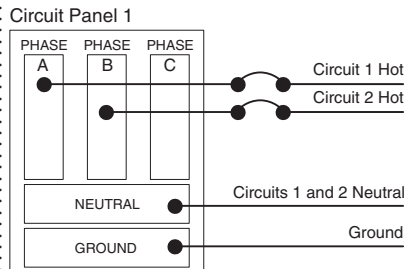 Circuit Panel 1
PHASE PHASE PHASE
A B C
Circuit 1 Hot
Circuit 2 Hot
NEUTRAL
Circuits 1 and 2 Neutral
GROUND
Ground